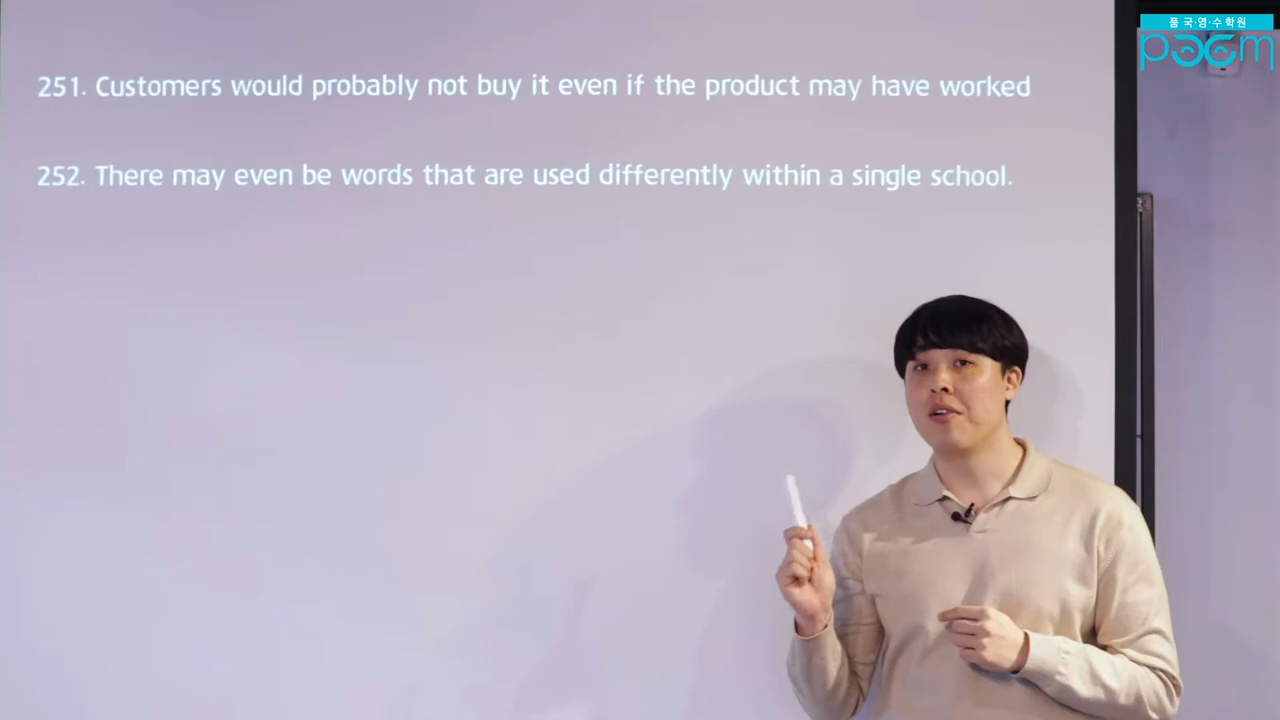 품 국·영·수학원
poem
251. Customers would probably not buy it even if the product may have worked
252. There may even be words that are used differently within a single school.